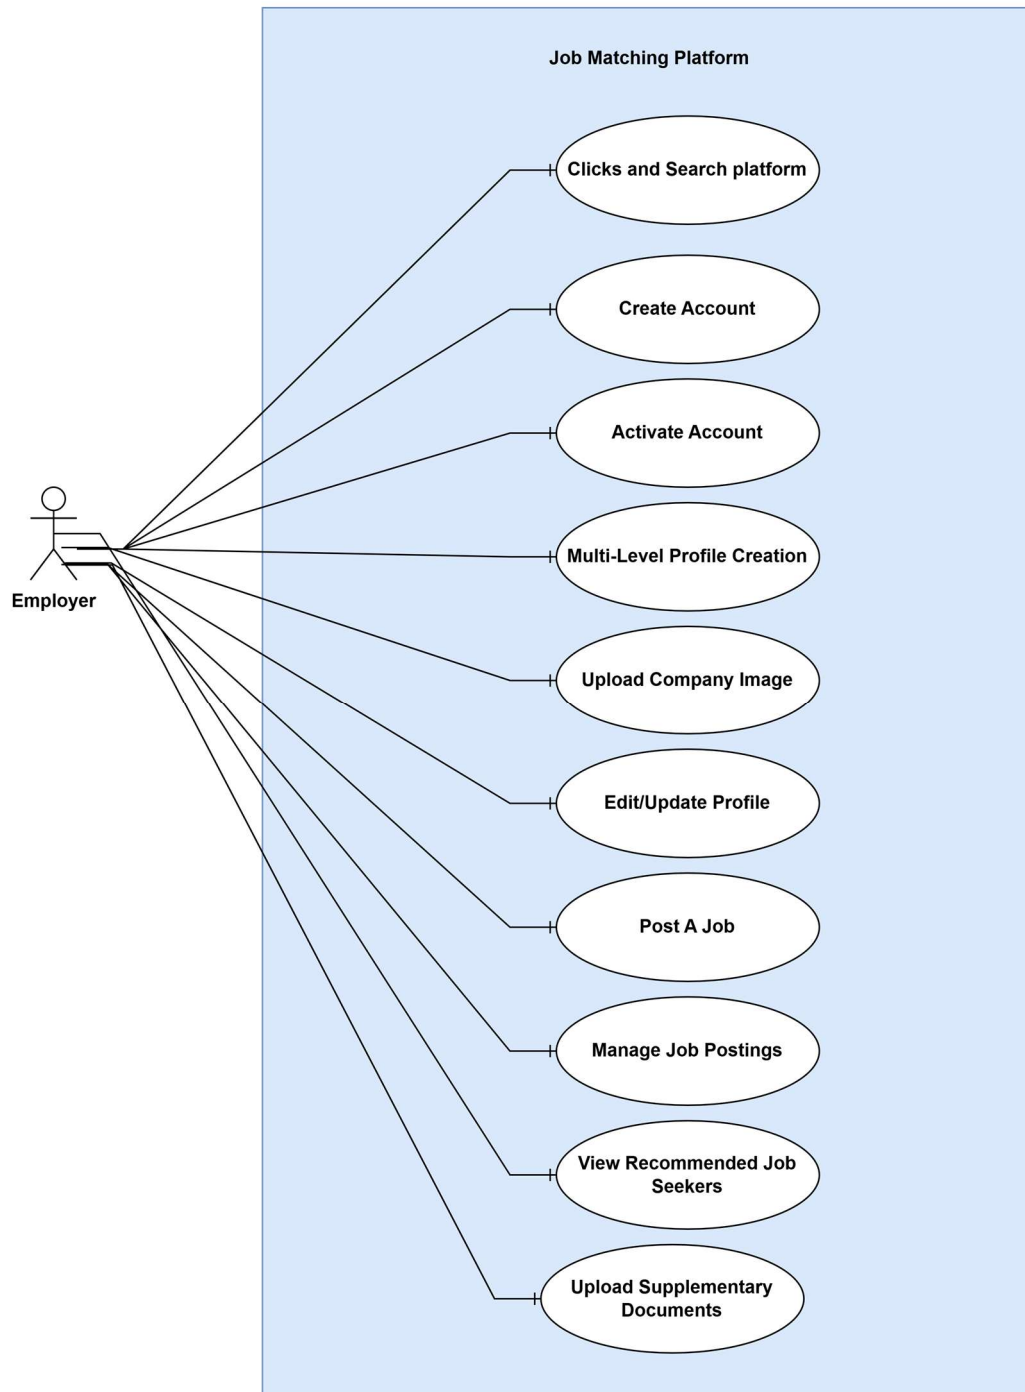 Job Matching Platform
Clicks and Search platform
Create Account
Activate Account
Multi-Level Profile Creation
Employer
Upload Company Image
Edit/Update Profile
Post A Job
Manage Job Postings
View Recommended Job
Seekers
Upload Supplementary
Documents